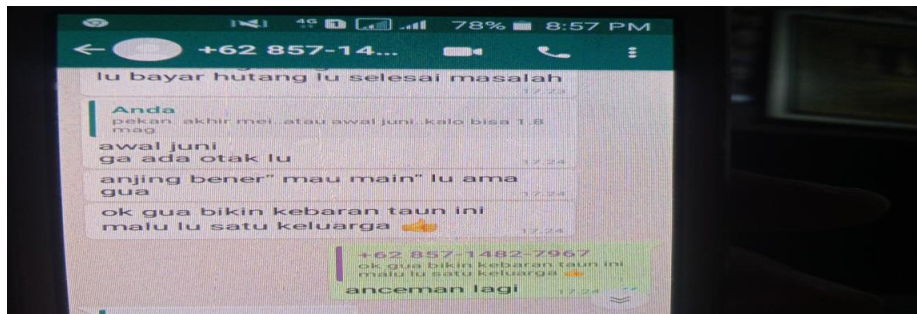 4G 1 78% 8:57 PM
+62 857-14...
lu bayar hutang lu selesai masalah
17.23
Anda
pekan akhir mei..atau awal juni..kalo bisa 1.8
mag
awal juni
ga ada otak lu
17.24
anjing bener" mau main" lu ama
gua
17.24
ok gua bikin kebaran taun ini
malu lu satu keluarga 👍
17.24
+62 857-1482-7967
ok gua bikin kebaran taun ini
malu lu satu keluarga 👍
anceman lagi
17.24